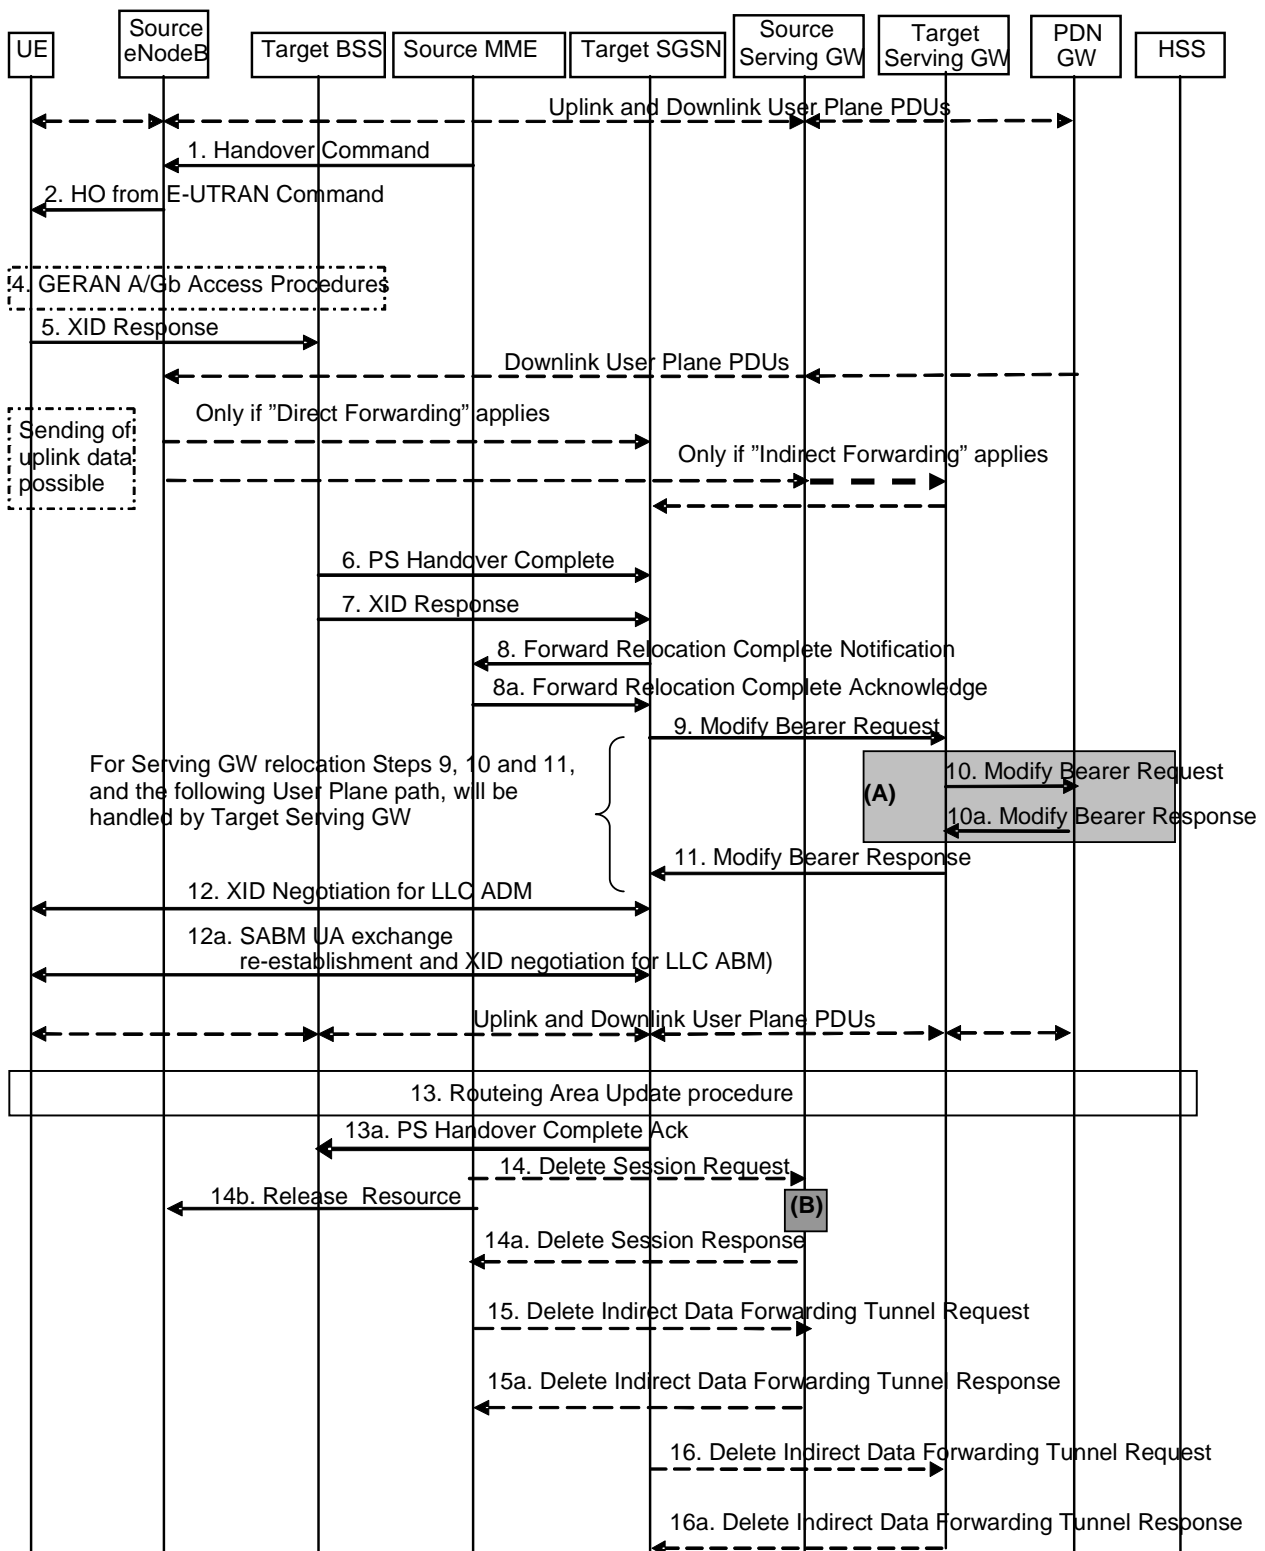 UE
Source
eNodeB
Target BSS
Source MME
Target SGSN
Source
Serving GW
Target
Serving GW
PDN
GW
HSS
Uplink and Downlink User Plane PDUs
1. Handover Command
2. HO from E-UTRAN Command
4. GERAN A/Gb Access Procedures
5. XID Response
Downlink User Plane PDUs
Sending of
uplink data
possible
Only if ”Direct Forwarding” applies
Only if ”Indirect Forwarding” applies
6. PS Handover Complete
7. XID Response
8. Forward Relocation Complete Notification
8a. Forward Relocation Complete Acknowledge
9. Modify Bearer Request
For Serving GW relocation Steps 9, 10 and 11,
and the following User Plane path, will be
handled by Target Serving GW
(A)
10. Modify Bearer Request
10a. Modify Bearer Response
11. Modify Bearer Response
12. XID Negotiation for LLC ADM
12a. SABM UA exchange
re-establishment and XID negotiation for LLC ABM)
Uplink and Downlink User Plane PDUs
13. Routeing Area Update procedure
13a. PS Handover Complete Ack
14. Delete Session Request
14b. Release Resource
(B)
14a. Delete Session Response
15. Delete Indirect Data Forwarding Tunnel Request
15a. Delete Indirect Data Forwarding Tunnel Response
16. Delete Indirect Data Forwarding Tunnel Request
16a. Delete Indirect Data Forwarding Tunnel Response